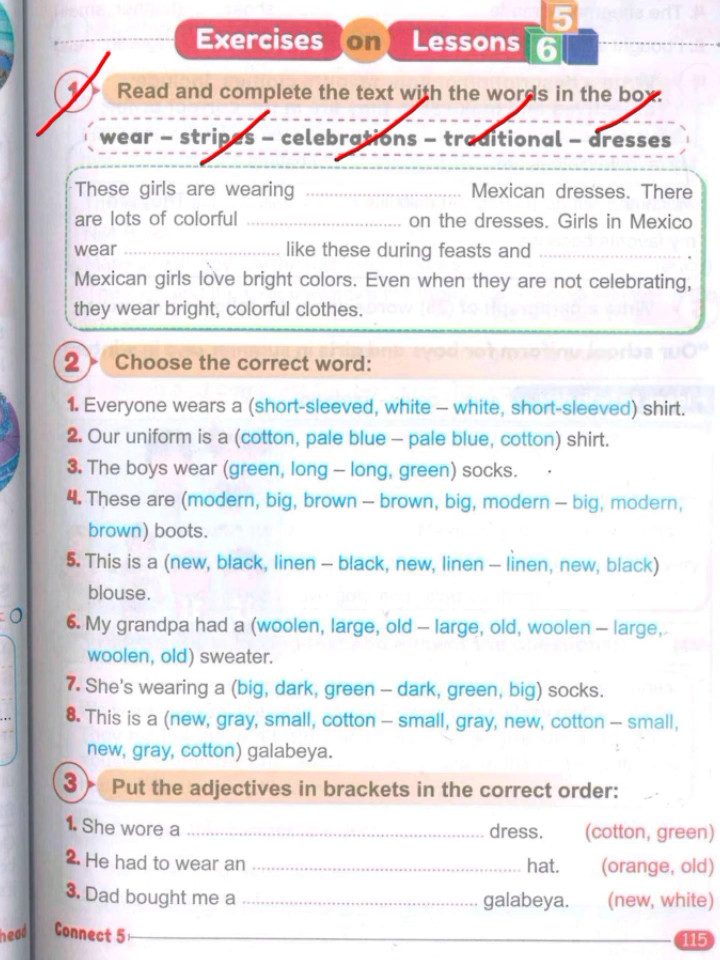 Exercises on Lessons 5 6
1 Read and complete the text with the words in the box.
wear – stripes – celebrations – traditional – dresses
These girls are wearing ........................ Mexican dresses. There
are lots of colorful ........................ on the dresses. Girls in Mexico
wear ........................ like these during feasts and ........................ .
Mexican girls love bright colors. Even when they are not celebrating,
they wear bright, colorful clothes.
2 Choose the correct word:
1. Everyone wears a (short-sleeved, white – white, short-sleeved) shirt.
2. Our uniform is a (cotton, pale blue – pale blue, cotton) shirt.
3. The boys wear (green, long – long, green) socks.
4. These are (modern, big, brown – brown, big, modern – big, modern,
brown) boots.
5. This is a (new, black, linen – black, new, linen – linen, new, black)
blouse.
6. My grandpa had a (woolen, large, old – large, old, woolen – large,
woolen, old) sweater.
7. She's wearing a (big, dark, green – dark, green, big) socks.
8. This is a (new, gray, small, cotton – small, gray, new, cotton – small,
new, gray, cotton) galabeya.
3 Put the adjectives in brackets in the correct order:
1. She wore a ........................ dress. (cotton, green)
2. He had to wear an ........................ hat. (orange, old)
3. Dad bought me a ........................ galabeya. (new, white)
head
Connect 5
115